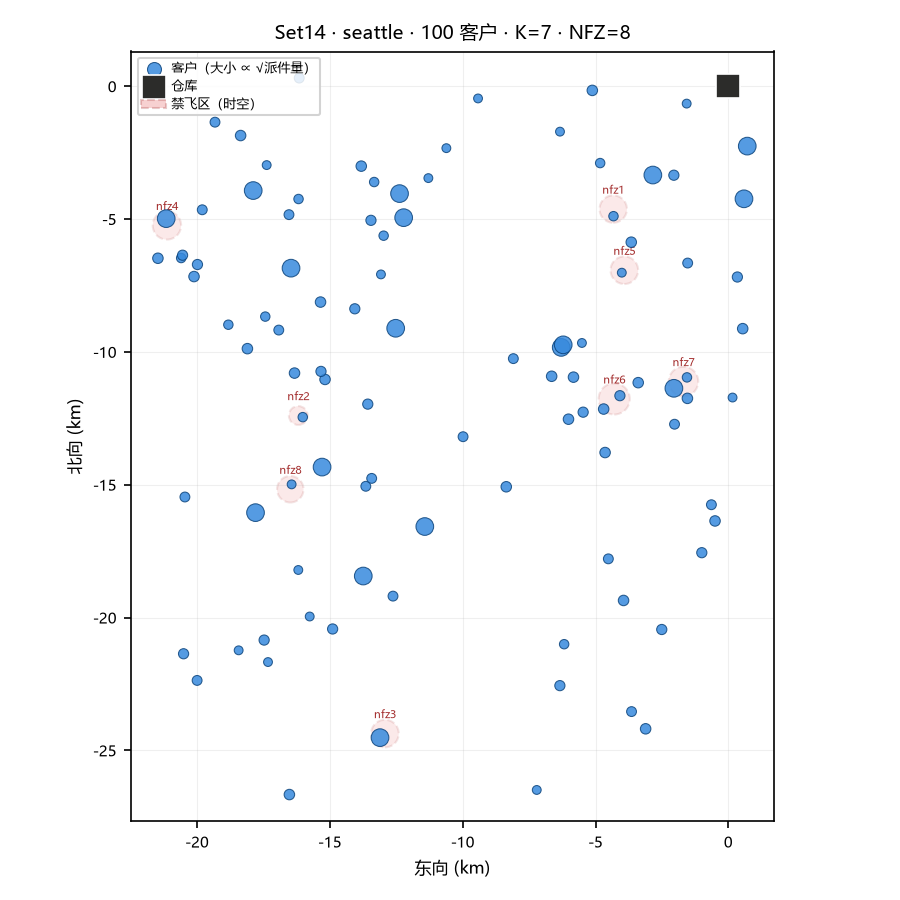 Set14 · seattle · 100 客户 · K=7 · NFZ=8
客户（大小 ∝ √派件量）
仓库
禁飞区（时空）
0
-5
-10
-15
-20
-25
北向 (km)
nfz4
nfz1
nfz5
nfz7
nfz6
nfz2
nfz8
nfz3
-20
-15
-10
-5
0
东向 (km)